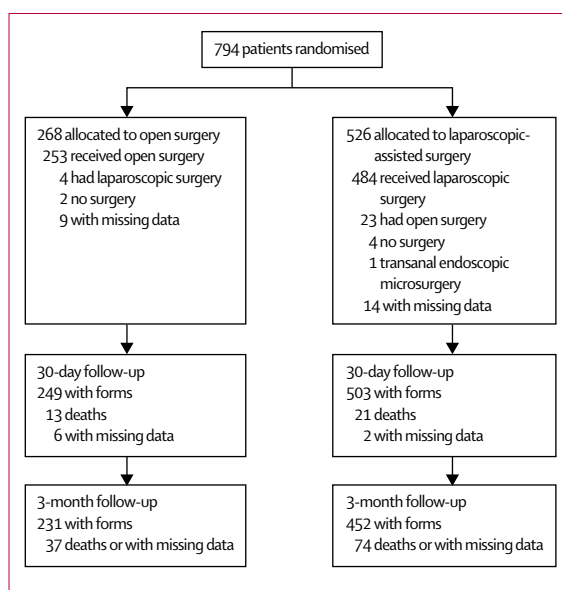 794 patients randomised
268 allocated to open surgery
253 received open surgery
4 had laparoscopic surgery
2 no surgery
9 with missing data
526 allocated to laparoscopic-
assisted surgery
484 received laparoscopic
surgery
23 had open surgery
4 no surgery
1 transanal endoscopic
microsurgery
14 with missing data
30-day follow-up
249 with forms
13 deaths
6 with missing data
30-day follow-up
503 with forms
21 deaths
2 with missing data
3-month follow-up
231 with forms
37 deaths or with missing data
3-month follow-up
452 with forms
74 deaths or with missing data